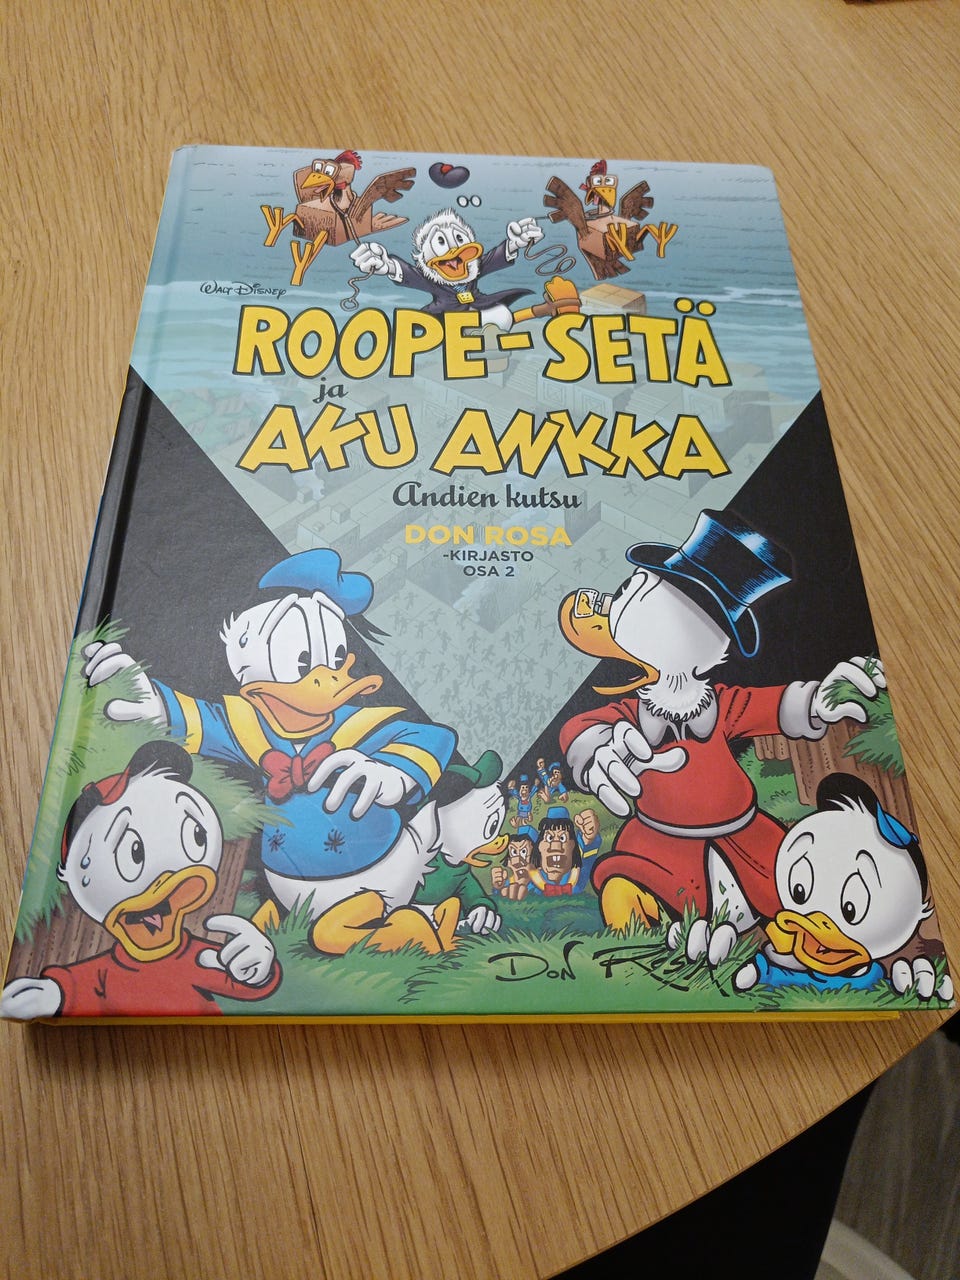 WALT DISNEY
ROOPE-SETÄ
ja
AKU ANKKA
Andien kutsu
DON ROSA
-KIRJASTO
OSA 2
DON ROSA